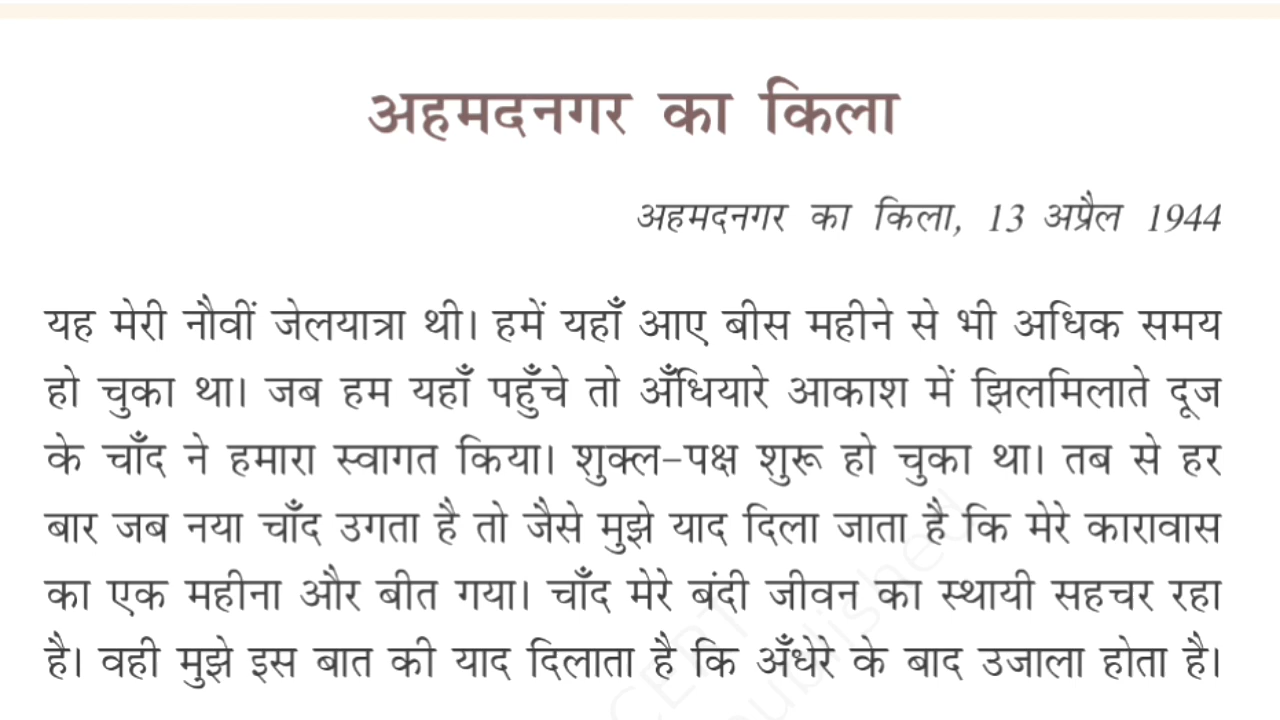 अहमदनगर का किला
अहमदनगर का किला, 13 अप्रैल 1944
यह मेरी नौवीं जेलयात्रा थी। हमें यहाँ आए बीस महीने से भी अधिक समय
हो चुका था। जब हम यहाँ पहुँचे तो अँधियारे आकाश में झिलमिलाते दूज
के चाँद ने हमारा स्वागत किया। शुक्ल-पक्ष शुरू हो चुका था। तब से हर
बार जब नया चाँद उगता है तो जैसे मुझे याद दिला जाता है कि मेरे कारावास
का एक महीना और बीत गया। चाँद मेरे बंदी जीवन का स्थायी सहचर रहा
है। वही मुझे इस बात की याद दिलाता है कि अँधेरे के बाद उजाला होता है।